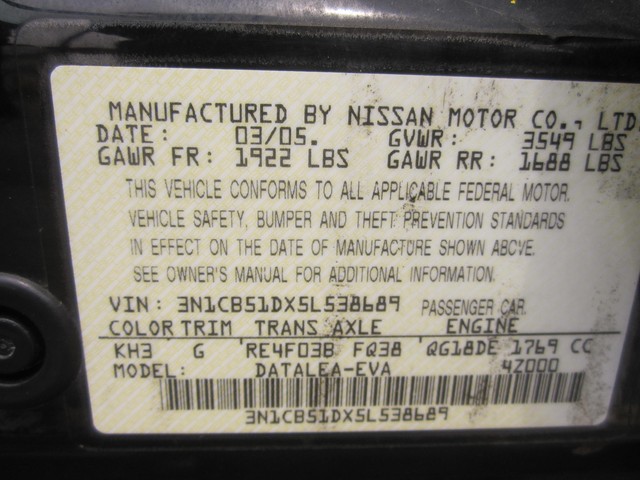 MANUFACTURED BY NISSAN MOTOR CO., LTD.
DATE: 03/05. GVWR: 3549 LBS
GAWR FR: 1922 LBS GAWR RR: 1688 LBS
THIS VEHICLE CONFORMS TO ALL APPLICABLE FEDERAL MOTOR
VEHICLE SAFETY, BUMPER AND THEFT PREVENTION STANDARDS
IN EFFECT ON THE DATE OF MANUFACTURE SHOWN ABOVE.
SEE OWNER'S MANUAL FOR ADDITIONAL INFORMATION.
VIN: 3N1CB51DX5L538689 PASSENGER CAR
COLOR TRIM TRANS AXLE ENGINE
KH3 G RE4F03B FQ38 QG18DE 1769 CC
MODEL: DATALEA-EVA 4Z000
3N1CB51DX5L538689